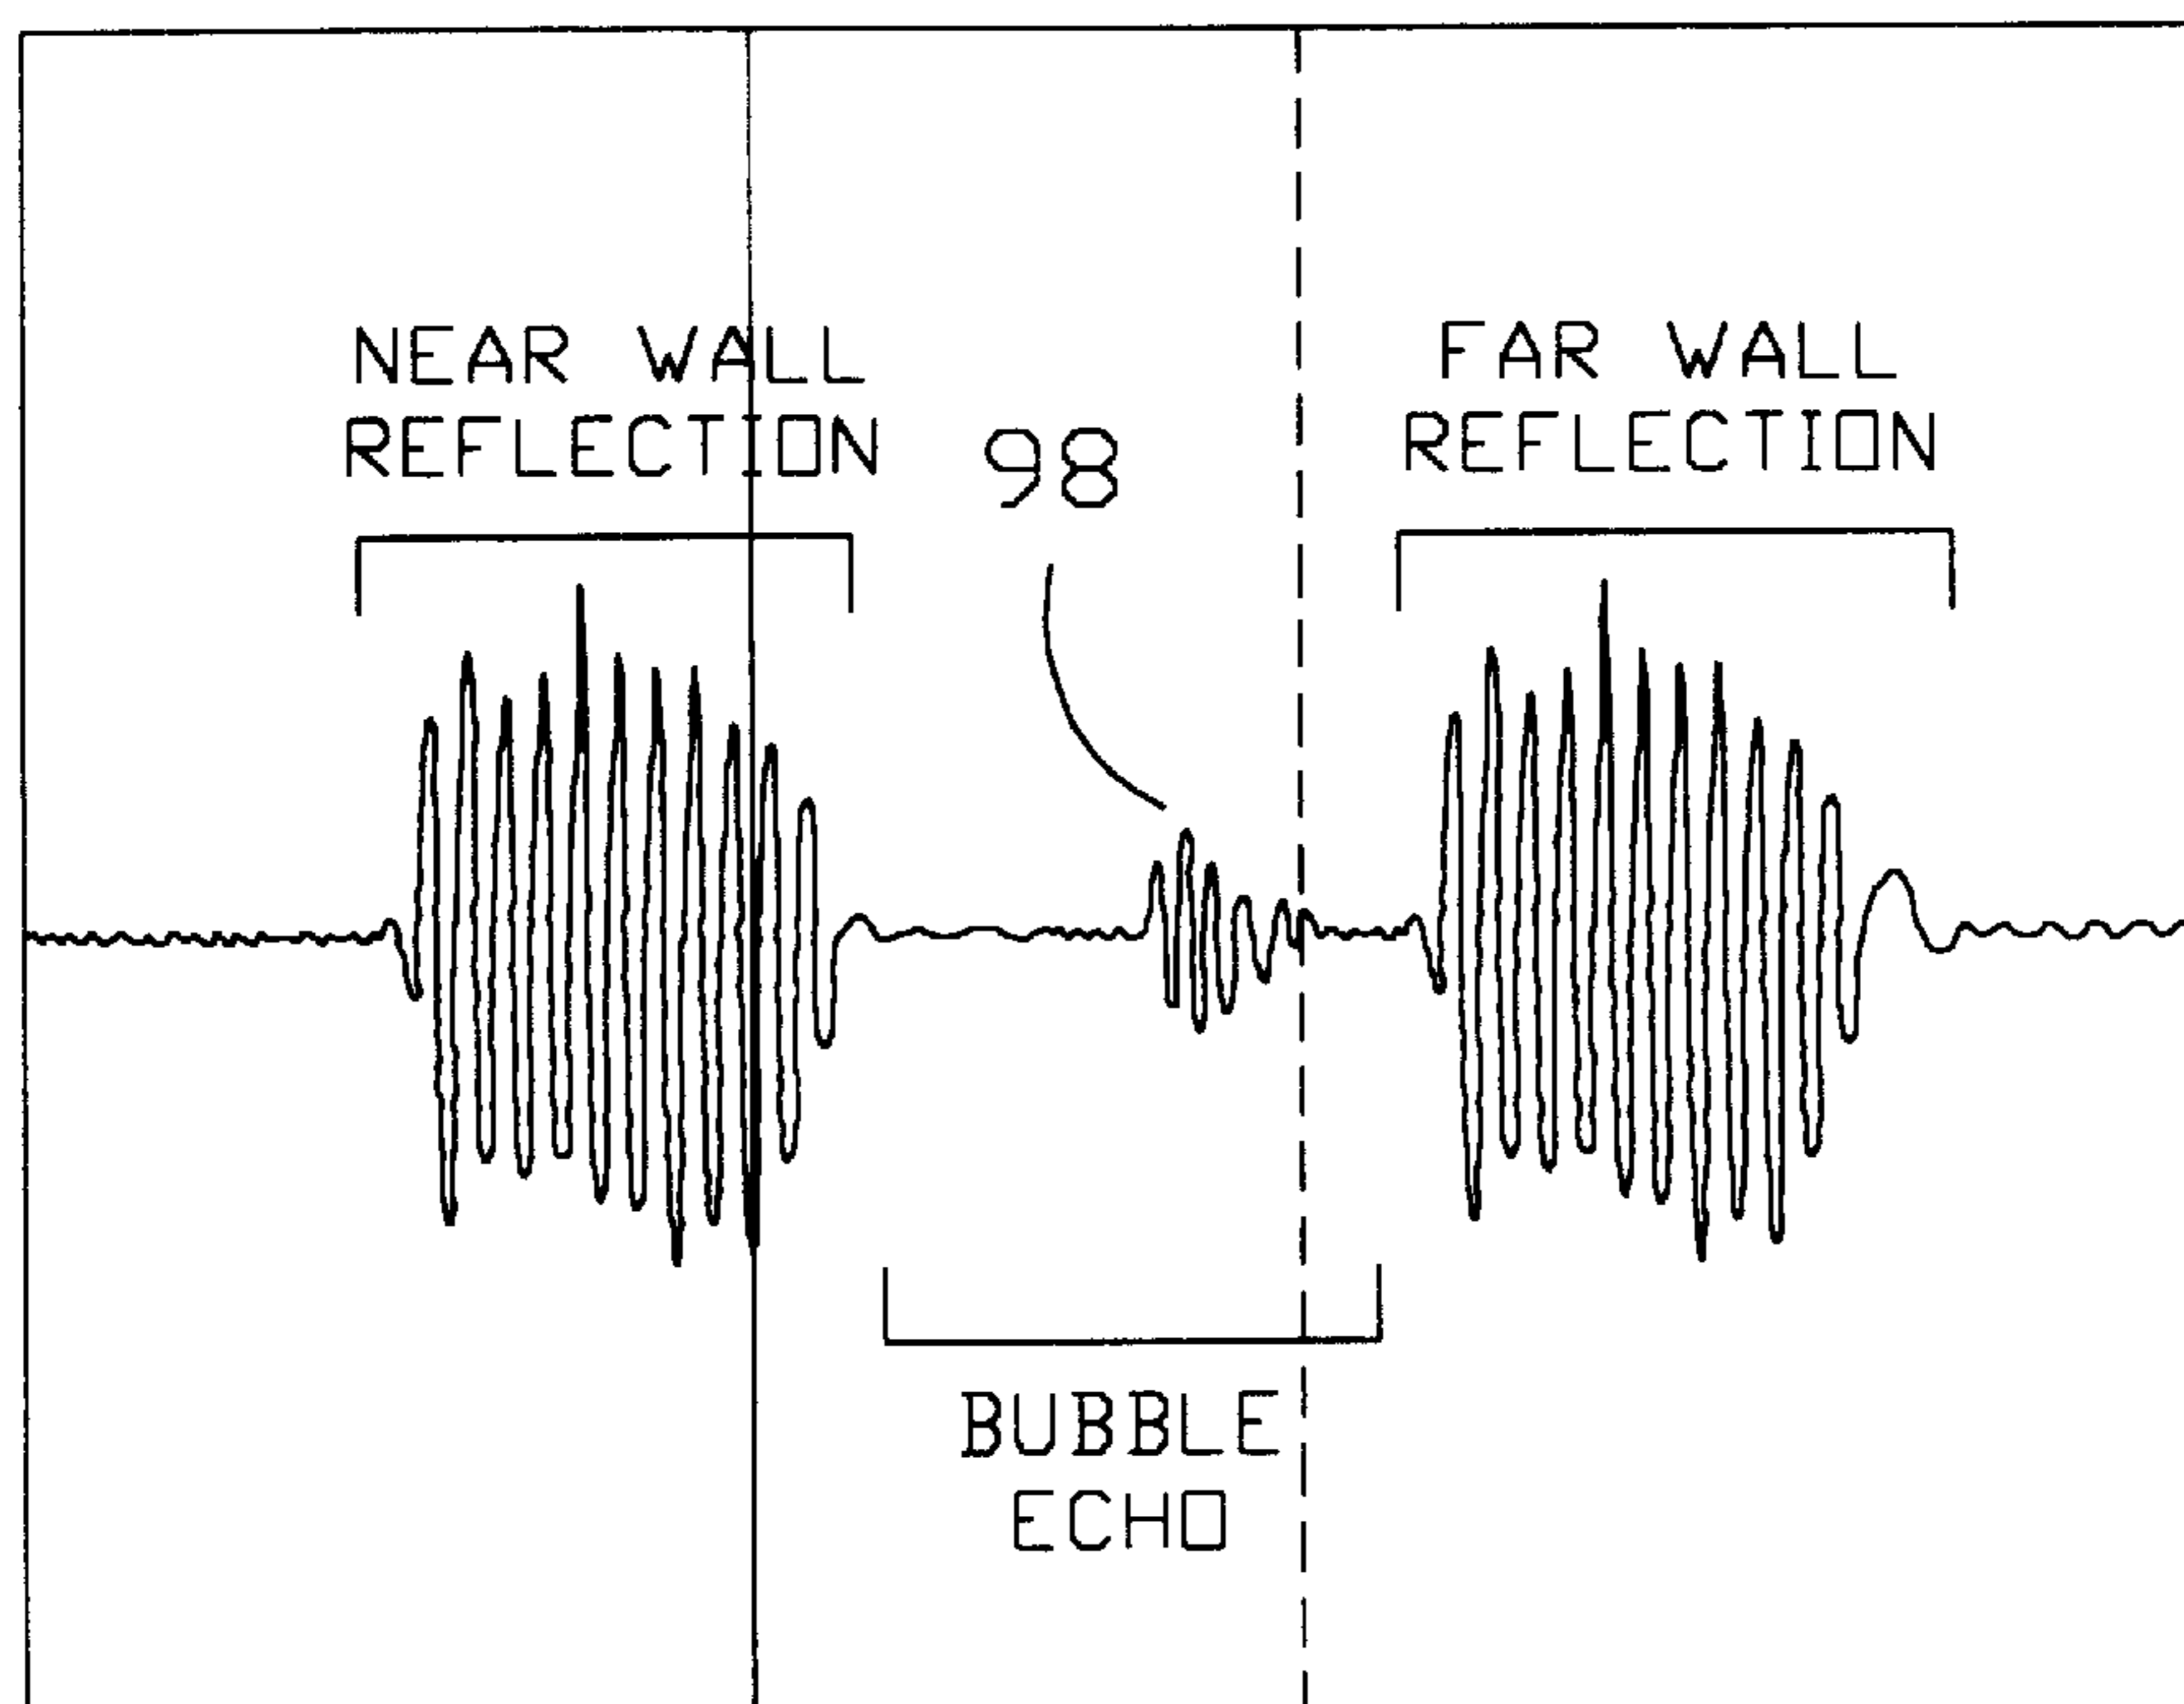 NEAR WALL
REFLECTION
98
FAR WALL
REFLECTION
BUBBLE
ECHO